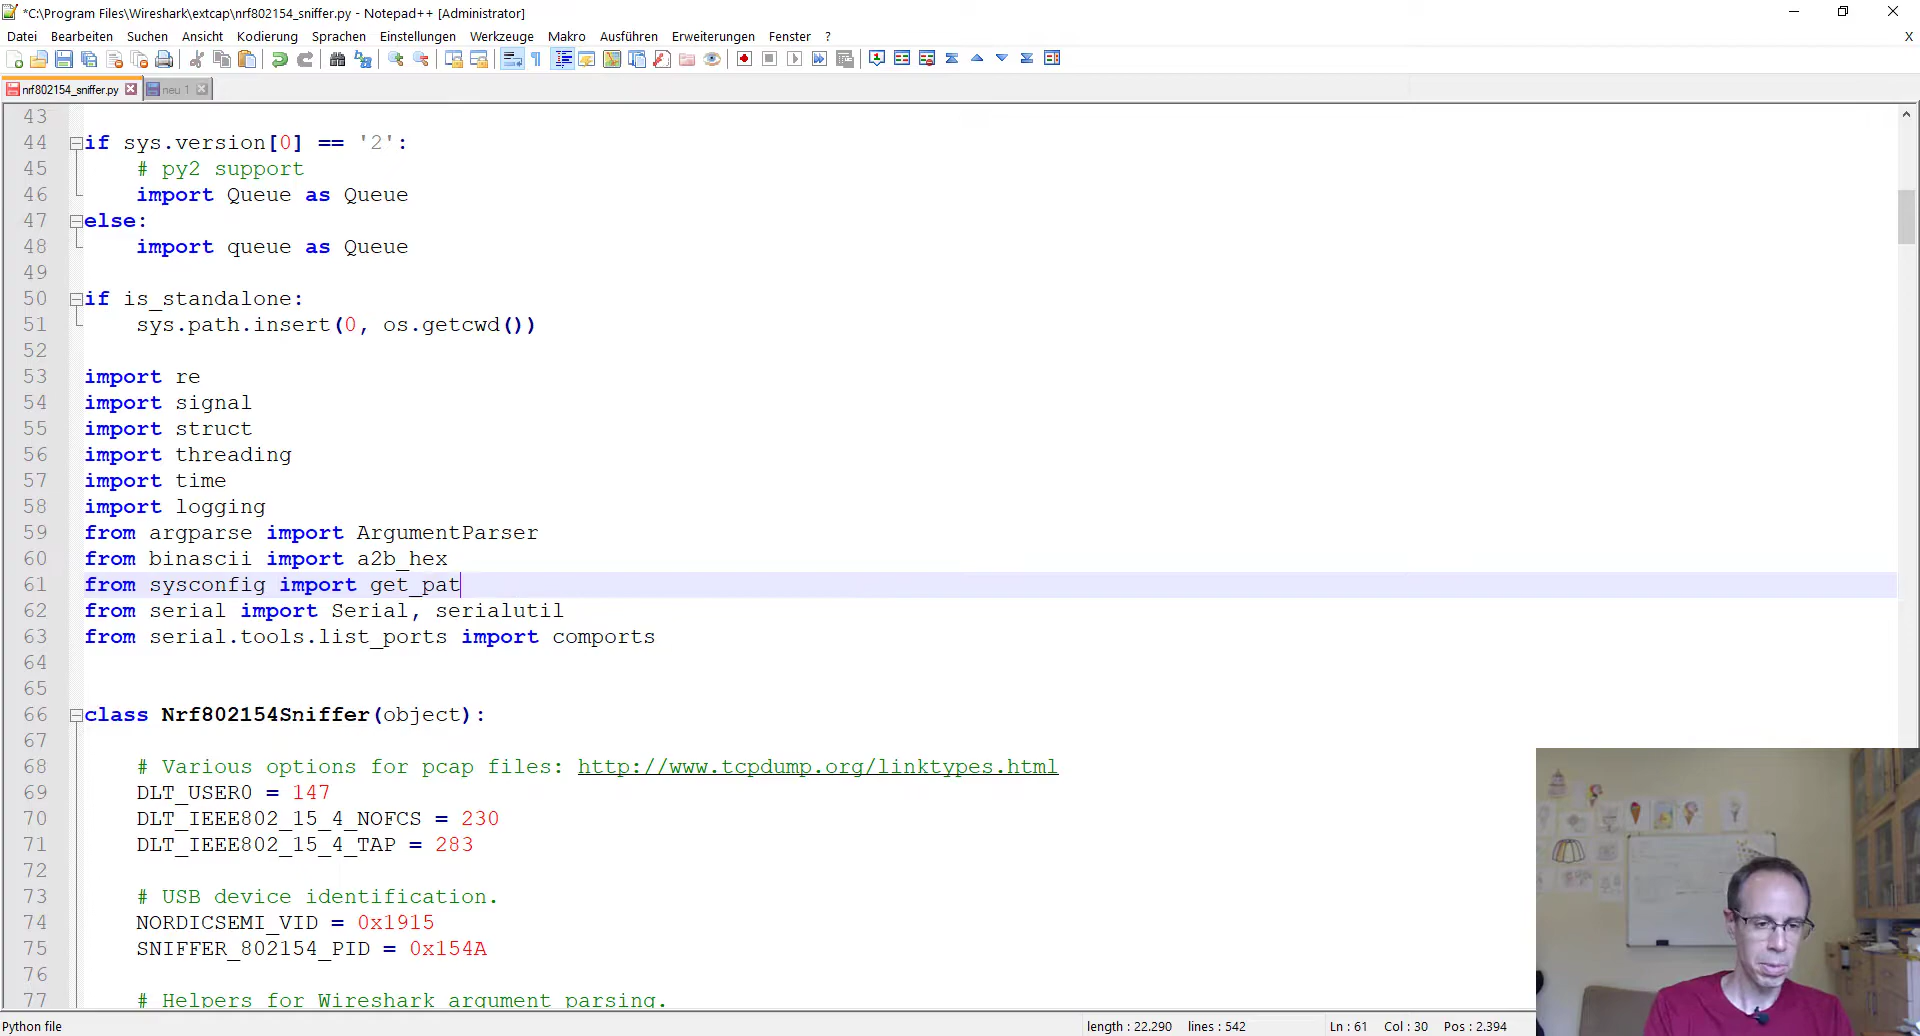 *C:\Program Files\Wireshark\extcap\nrf802154_sniffer.py - Notepad++ [Administrator]
Datei Bearbeiten Suchen Ansicht Kodierung Sprachen Einstellungen Werkzeuge Makro Ausführen Erweiterungen Fenster ? X
nrf802154_sniffer.py neu 1
43
44 if sys.version[0] == '2':
45 # py2 support
46 import Queue as Queue
47 else:
48 import queue as Queue
49
50 if is_standalone:
51 sys.path.insert(0, os.getcwd())
52
53 import re
54 import signal
55 import struct
56 import threading
57 import time
58 import logging
59 from argparse import ArgumentParser
60 from binascii import a2b_hex
61 from sysconfig import get_pat
62 from serial import Serial, serialutil
63 from serial.tools.list_ports import comports
64
65
66 class Nrf802154Sniffer(object):
67
68 # Various options for pcap files: http://www.tcpdump.org/linktypes.html
69 DLT_USER0 = 147
70 DLT_IEEE802_15_4_NOFCS = 230
71 DLT_IEEE802_15_4_TAP = 283
72
73 # USB device identification.
74 NORDICSEMI_VID = 0x1915
75 SNIFFER_802154_PID = 0x154A
76
77 # Helpers for Wireshark argument parsing.
Python file length : 22.290 lines : 542 Ln : 61 Col : 30 Pos : 2.394